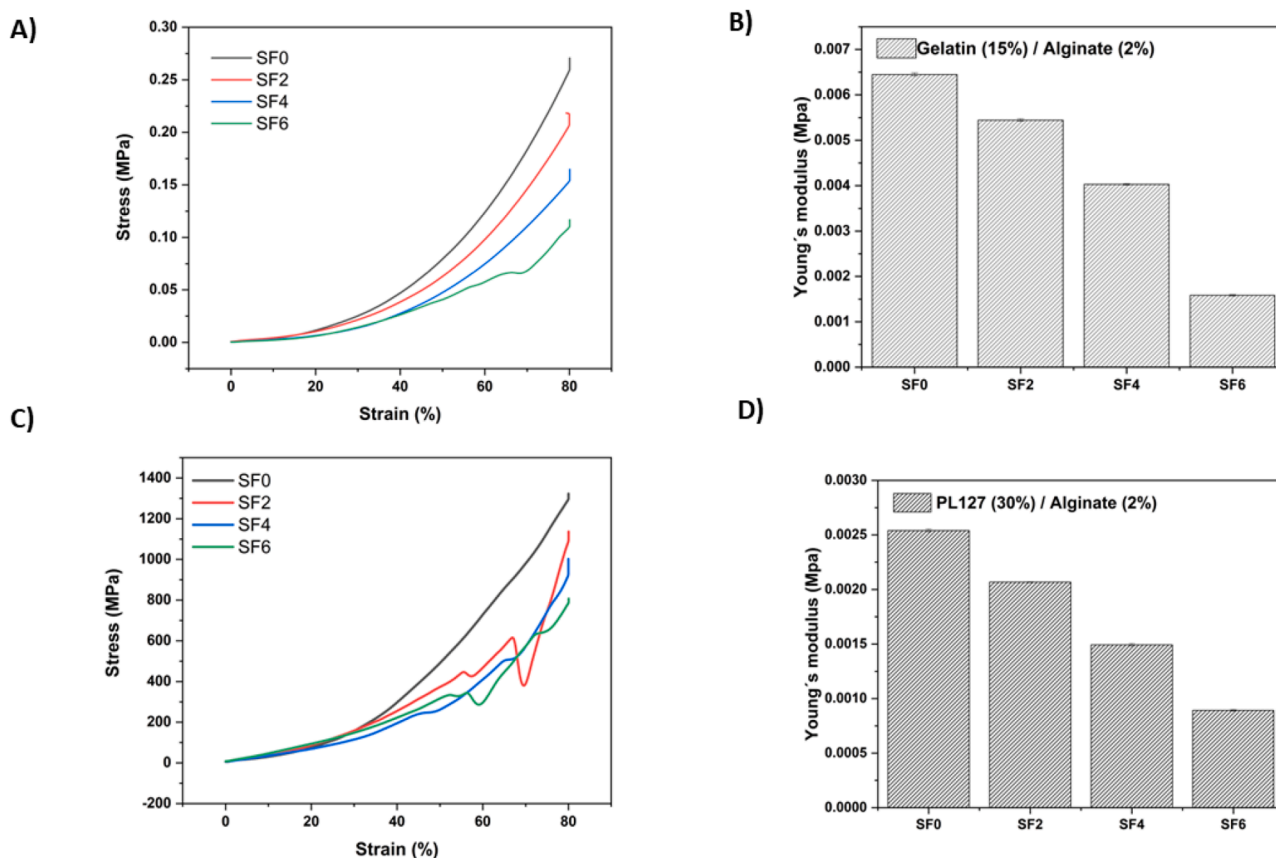 A)
0.30
0.25
0.20
0.15
0.10
0.05
0.00
Stress (MPa)
SF0
SF2
SF4
SF6
0 20 40 60 80
Strain (%)
B)
0.007
0.006
0.005
0.004
0.003
0.002
0.001
0.000
Young´s modulus (Mpa)
Gelatin (15%) / Alginate (2%)
SF0 SF2 SF4 SF6
C)
1400
1200
1000
800
600
400
200
0
-200
Stress (MPa)
SF0
SF2
SF4
SF6
0 20 40 60 80
Strain (%)
D)
0.0030
0.0025
0.0020
0.0015
0.0010
0.0005
0.0000
Young´s modulus (Mpa)
PL127 (30%) / Alginate (2%)
SF0 SF2 SF4 SF6